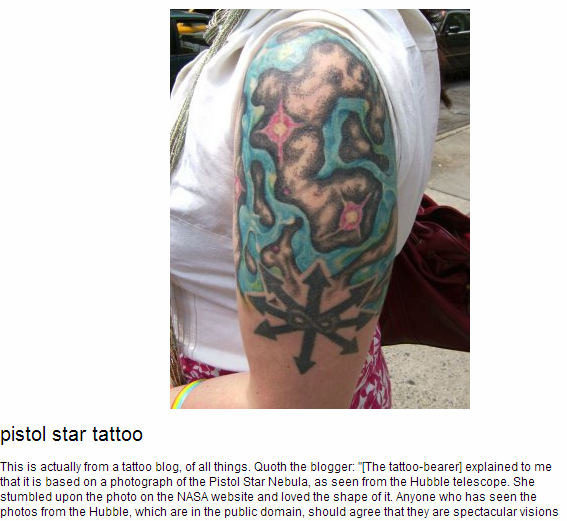 pistol star tattoo
This is actually from a tattoo blog, of all things. Quoth the blogger: "[The tattoo-bearer] explained to me
that it is based on a photograph of the Pistol Star Nebula, as seen from the Hubble telescope. She
stumbled upon the photo on the NASA website and loved the shape of it. Anyone who has seen the
photos from the Hubble, which are in the public domain, should agree that they are spectacular visions